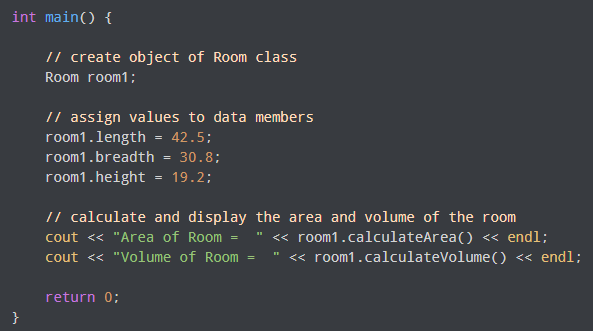 int main() {
    // create object of Room class
    Room room1;
    // assign values to data members
    room1.length = 42.5;
    room1.breadth = 30.8;
    room1.height = 19.2;
    // calculate and display the area and volume of the room
    cout << "Area of Room =  " << room1.calculateArea() << endl;
    cout << "Volume of Room =  " << room1.calculateVolume() << endl;
    return 0;
}